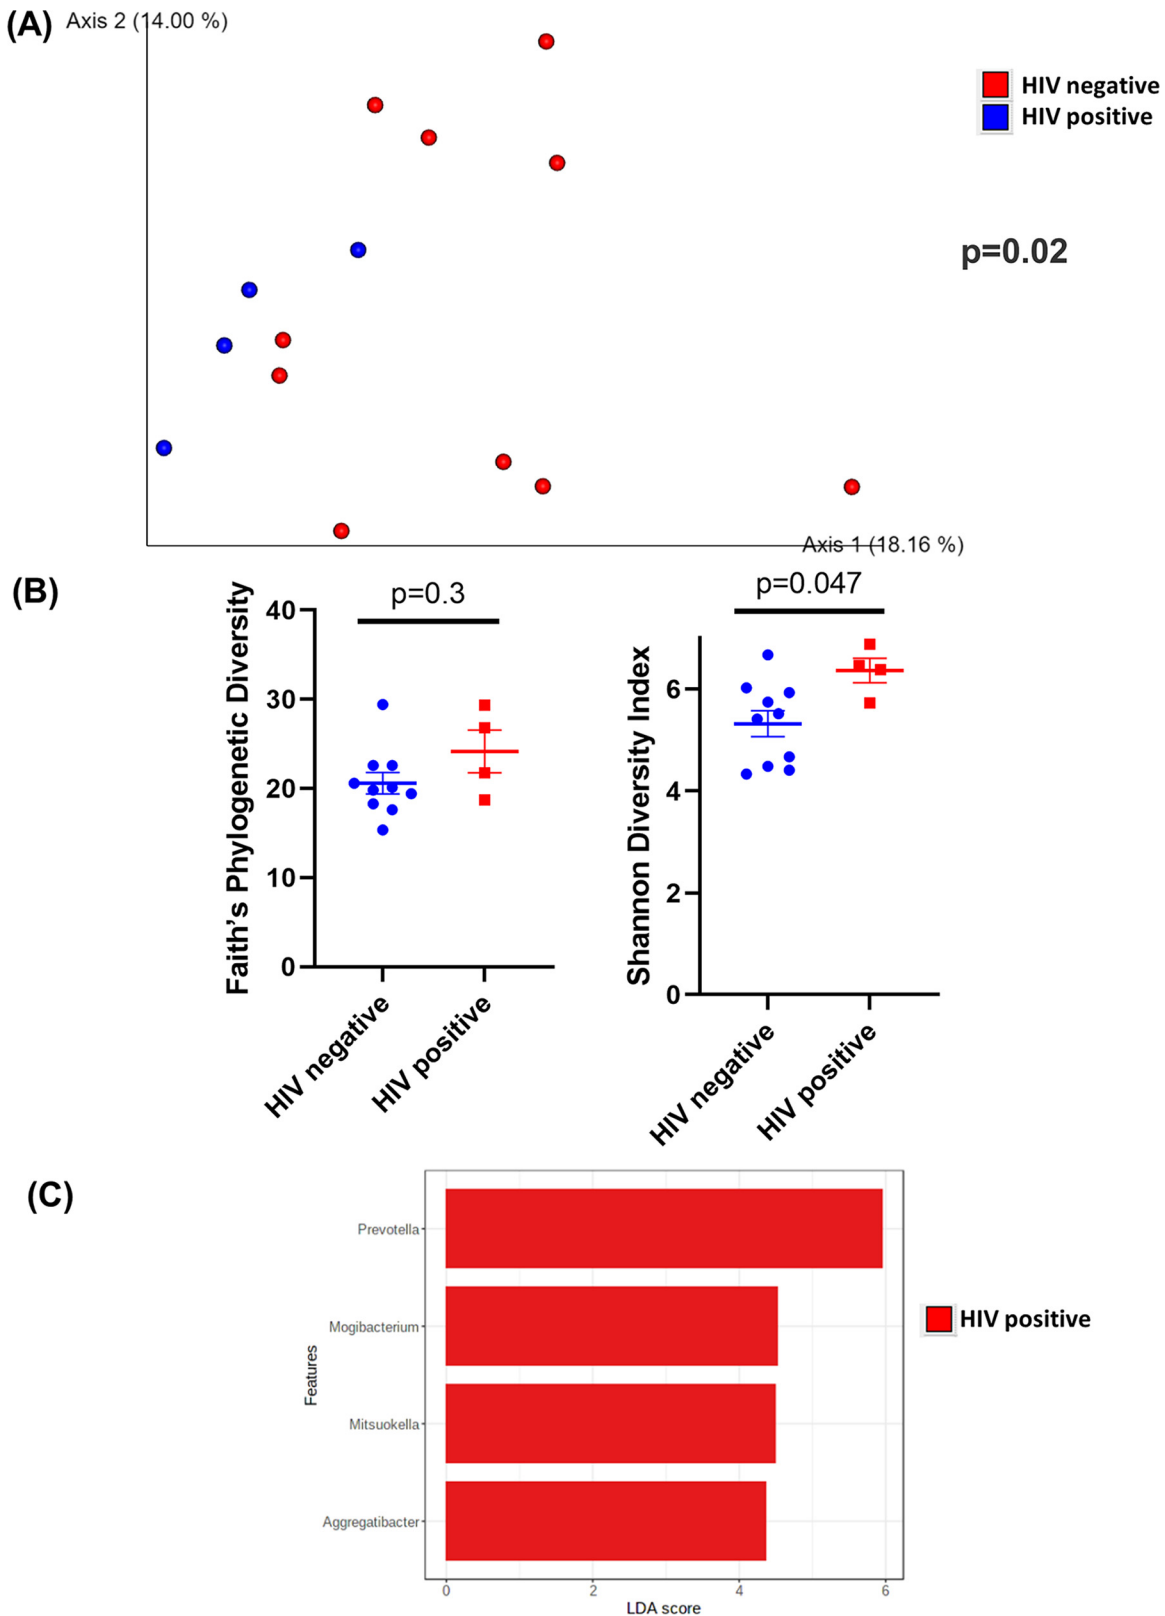 (A)
Axis 2 (14.00 %)
HIV negative
HIV positive
p=0.02
Axis 1 (18.16 %)
(B)
Faith's Phylogenetic Diversity
40
30
20
10
0
p=0.3
HIV negative
HIV positive
Shannon Diversity Index
6
4
2
0
p=0.047
HIV negative
HIV positive
(C)
Features
Prevotella
Mogibacterium
Mitsuokella
Aggregatibacter
0
2
4
6
LDA score
HIV positive